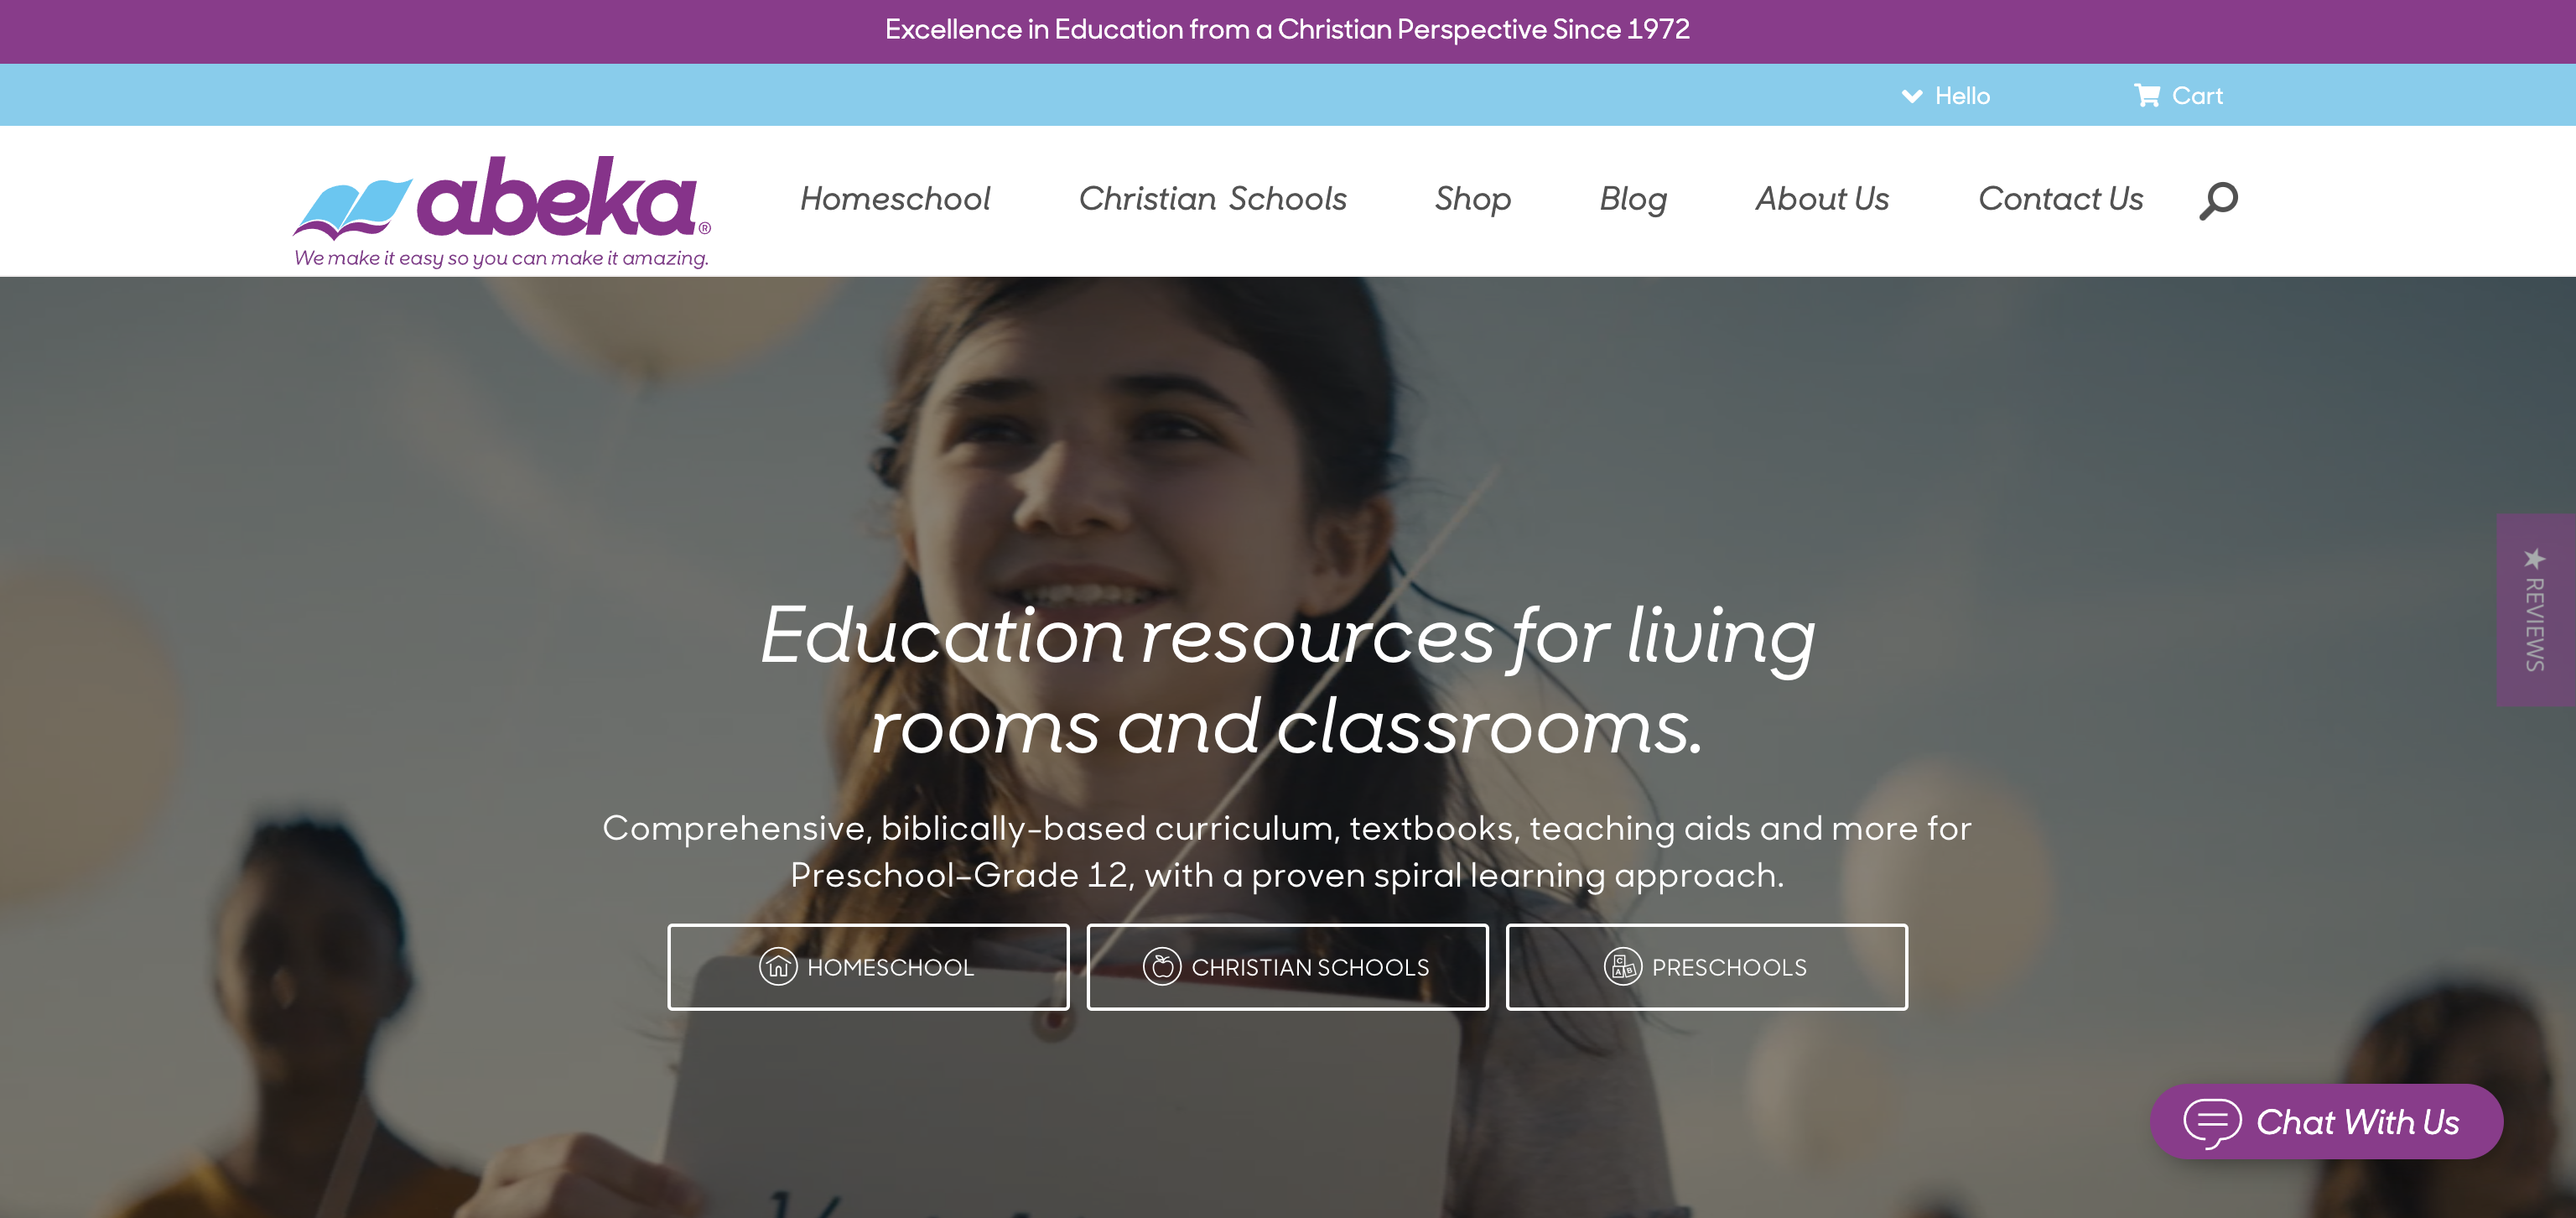 Excellence in Education from a Christian Perspective Since 1972
Hello
Cart
abeka®
We make it easy so you can make it amazing.
Homeschool
Christian Schools
Shop
Blog
About Us
Contact Us
★ REVIEWS
Education resources for living
rooms and classrooms.
Comprehensive, biblically-based curriculum, textbooks, teaching aids and more for
Preschool–Grade 12, with a proven spiral learning approach.
HOMESCHOOL
CHRISTIAN SCHOOLS
PRESCHOOLS
Chat With Us